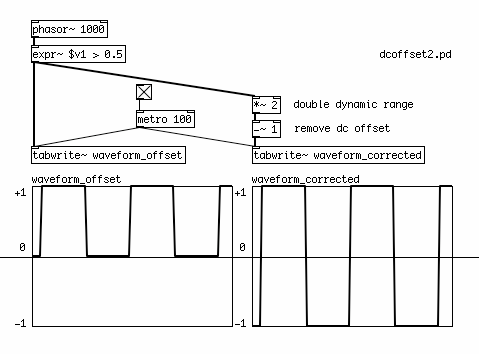 phasor~ 1000
expr~ $v1 > 0.5
dcoffset2.pd
*~ 2 double dynamic range
metro 100
-~ 1 remove dc offset
tabwrite~ waveform_offset
tabwrite~ waveform_corrected
waveform_offset
waveform_corrected
+1
+1
0
0
-1
-1